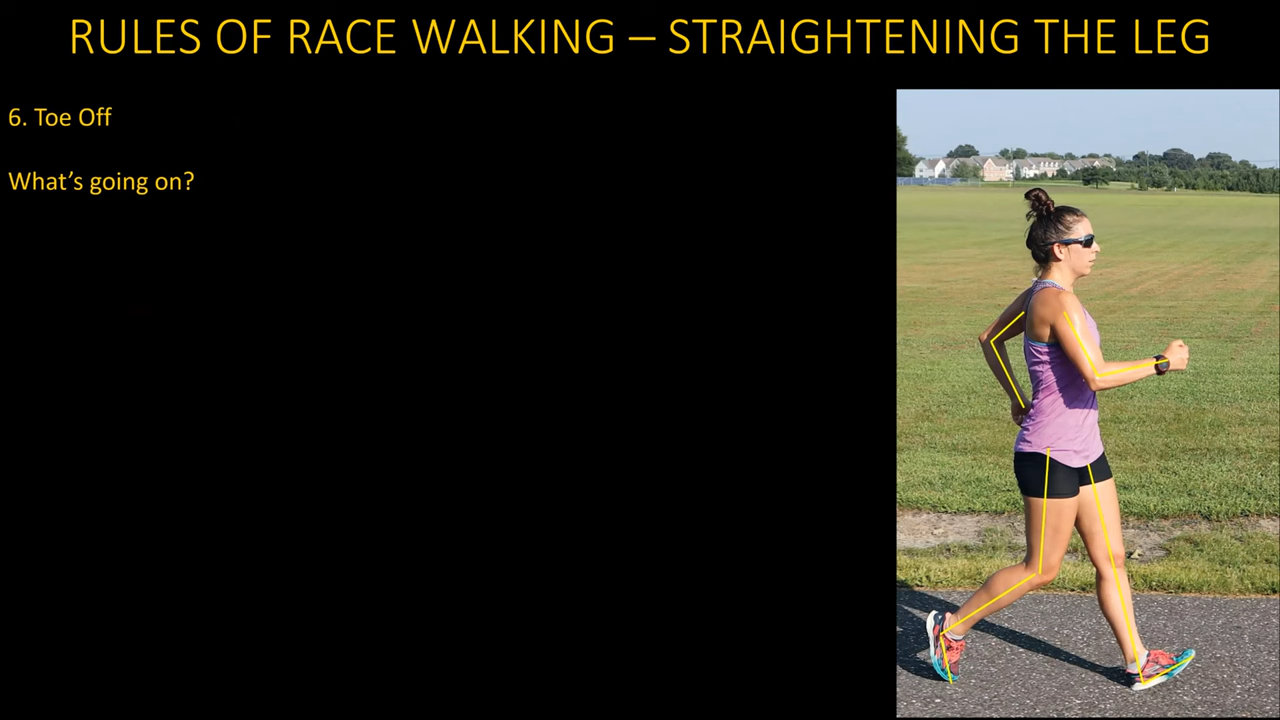 RULES OF RACE WALKING – STRAIGHTENING THE LEG
6. Toe Off
What’s going on?